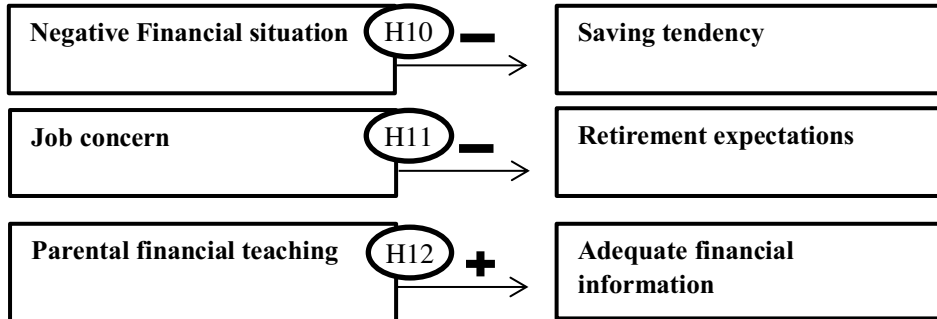 Negative Financial situation H10 − Saving tendency
Job concern H11 − Retirement expectations
Parental financial teaching H12 + Adequate financial
information